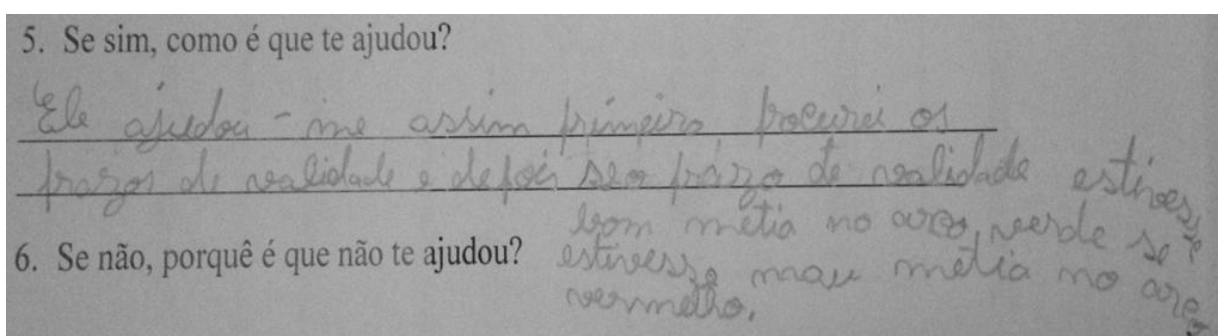 5. Se sim, como é que te ajudou?
Ele ajudou-me assim primeiro procurei os
prazos de vealidade e depois se o prazo de vealidade estivesse
bom metia no arco verde se
estivesse mau metia no arco
vermelho.
6. Se não, porquê é que não te ajudou?